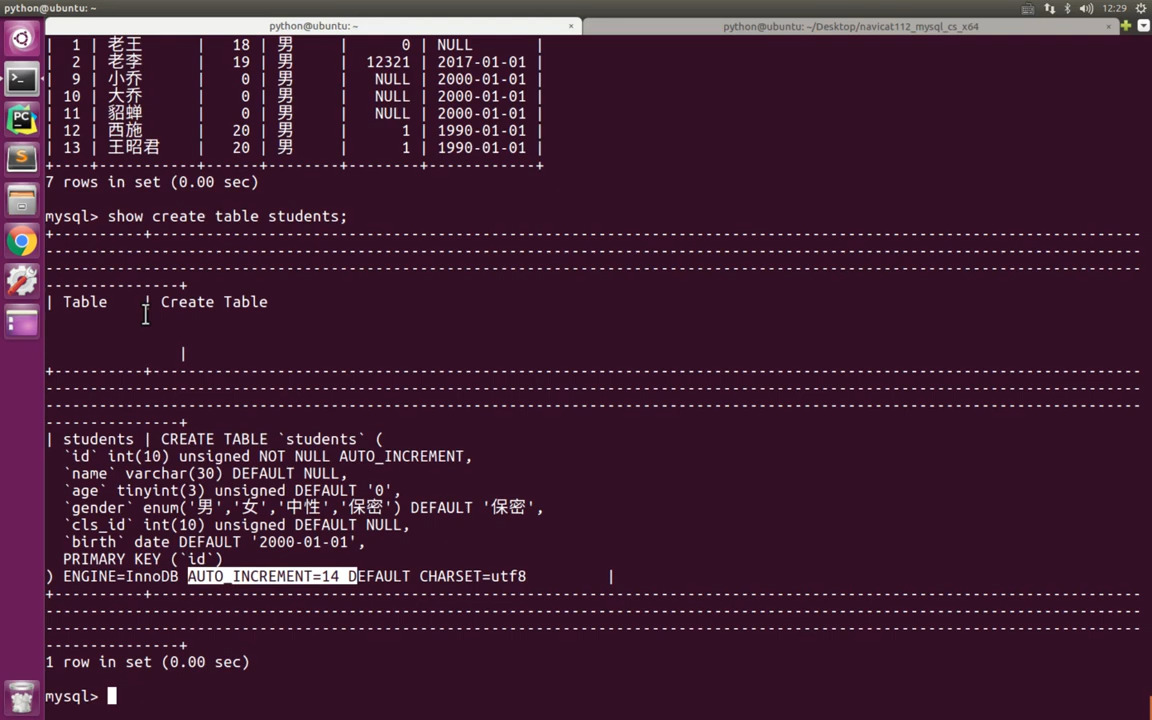 python@ubuntu: ~
12:29
python@ubuntu: ~ ×
python@ubuntu: ~/Desktop/navicat112_mysql_cs_x64 ×
| 1 | 老王 | 18 | 男 | 0 | NULL |
| 2 | 老李 | 19 | 男 | 12321 | 2017-01-01 |
| 9 | 小乔 | 0 | 男 | NULL | 2000-01-01 |
| 10 | 大乔 | 0 | 男 | NULL | 2000-01-01 |
| 11 | 貂蝉 | 0 | 男 | NULL | 2000-01-01 |
| 12 | 西施 | 20 | 男 | 1 | 1990-01-01 |
| 13 | 王昭君 | 20 | 男 | 1 | 1990-01-01 |
7 rows in set (0.00 sec)
mysql> show create table students;
| Table | Create Table
|
| students | CREATE TABLE `students` (
`id` int(10) unsigned NOT NULL AUTO_INCREMENT,
`name` varchar(30) DEFAULT NULL,
`age` tinyint(3) unsigned DEFAULT '0',
`gender` enum('男','女','中性','保密') DEFAULT '保密',
`cls_id` int(10) unsigned DEFAULT NULL,
`birth` date DEFAULT '2000-01-01',
PRIMARY KEY (`id`)
) ENGINE=InnoDB AUTO_INCREMENT=14 DEFAULT CHARSET=utf8 |
1 row in set (0.00 sec)
mysql>
PC
S